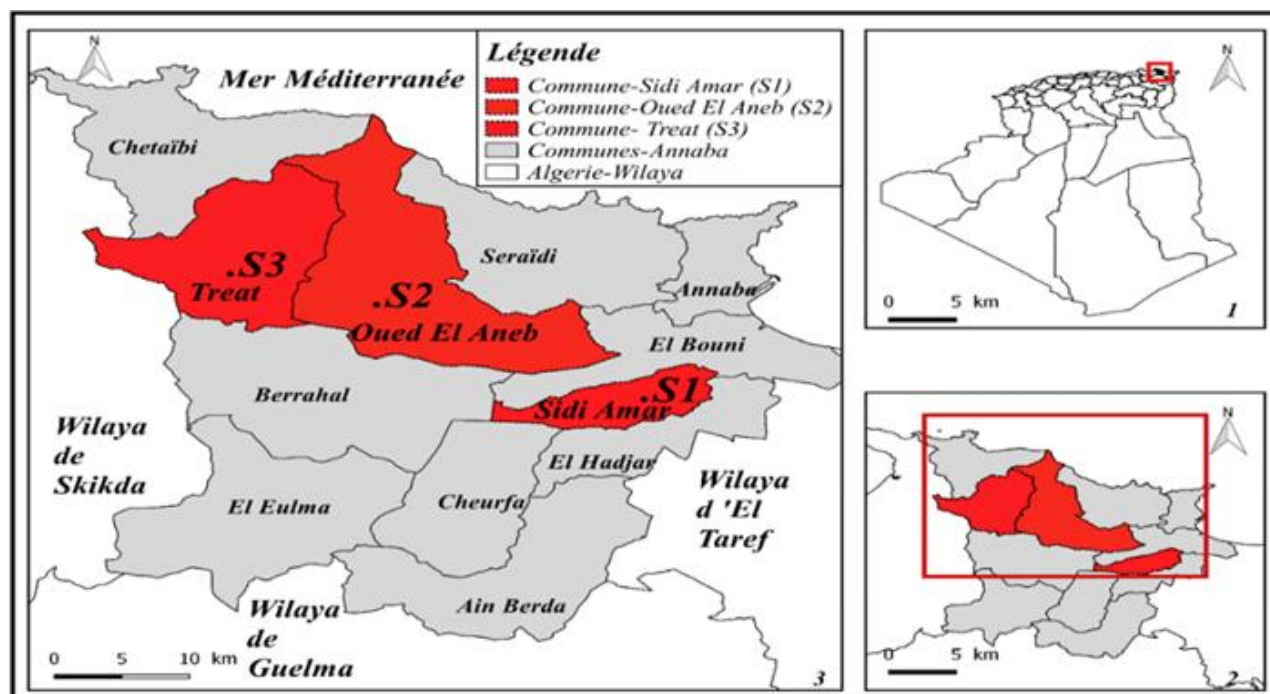 N
Mer Méditerranée
Légende
Commune-Sidi Amar (S1)
Commune-Oued El Aneb (S2)
Commune- Treat (S3)
Communes-Annaba
Algerie-Wilaya
Chetaïbi
Seraïdi
.S3
Treat
.S2
Oued El Aneb
Annaba
El Bouni
.S1
Sidi Amar
Berrahal
Wilaya
de
Skikda
El Hadjar
El Eulma
Cheurfa
Wilaya
d 'El
Taref
Ain Berda
Wilaya
de
Guelma
0 5 10 km
3
N
0 5 km
1
N
0 5 km
2